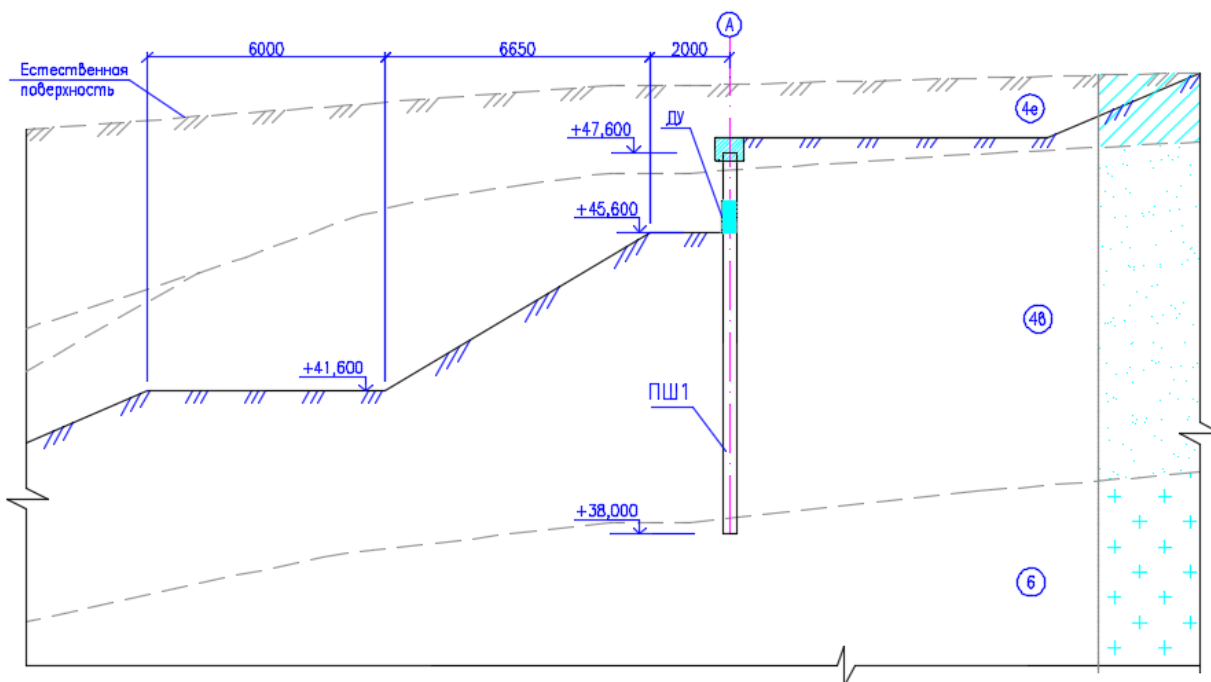 А
6000
6650
2000
Естественная
поверхность
4е
ДУ
+47,600
+45,600
4в
+41,600
ПШ1
+38,000
6